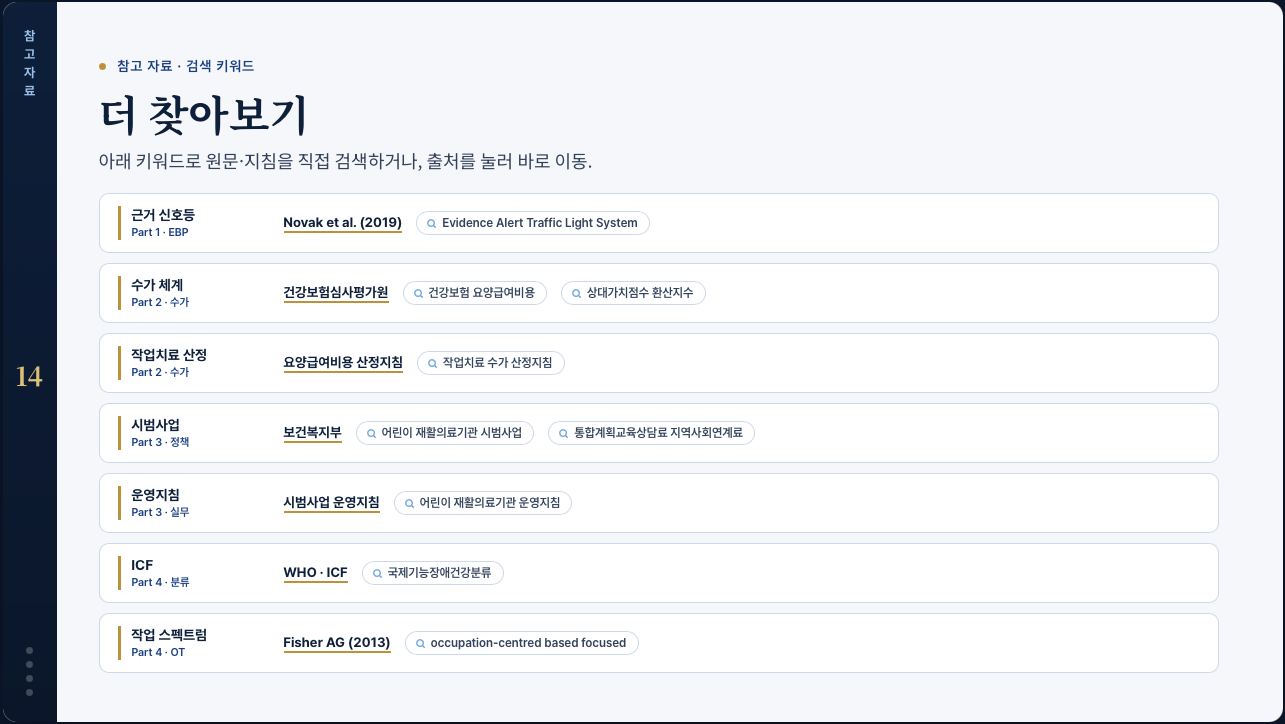 참
고
자
료
14
참고 자료 · 검색 키워드
더 찾아보기
아래 키워드로 원문·지침을 직접 검색하거나, 출처를 눌러 바로 이동.
근거 신호등
Part 1 · EBP
Novak et al. (2019)
Evidence Alert Traffic Light System
수가 체계
Part 2 · 수가
건강보험심사평가원
건강보험 요양급여비용
상대가치점수 환산지수
작업치료 산정
Part 2 · 수가
요양급여비용 산정지침
작업치료 수가 산정지침
시범사업
Part 3 · 정책
보건복지부
어린이 재활의료기관 시범사업
통합계획교육상담료 지역사회연계료
운영지침
Part 3 · 실무
시범사업 운영지침
어린이 재활의료기관 운영지침
ICF
Part 4 · 분류
WHO · ICF
국제기능장애건강분류
작업 스펙트럼
Part 4 · OT
Fisher AG (2013)
occupation-centred based focused